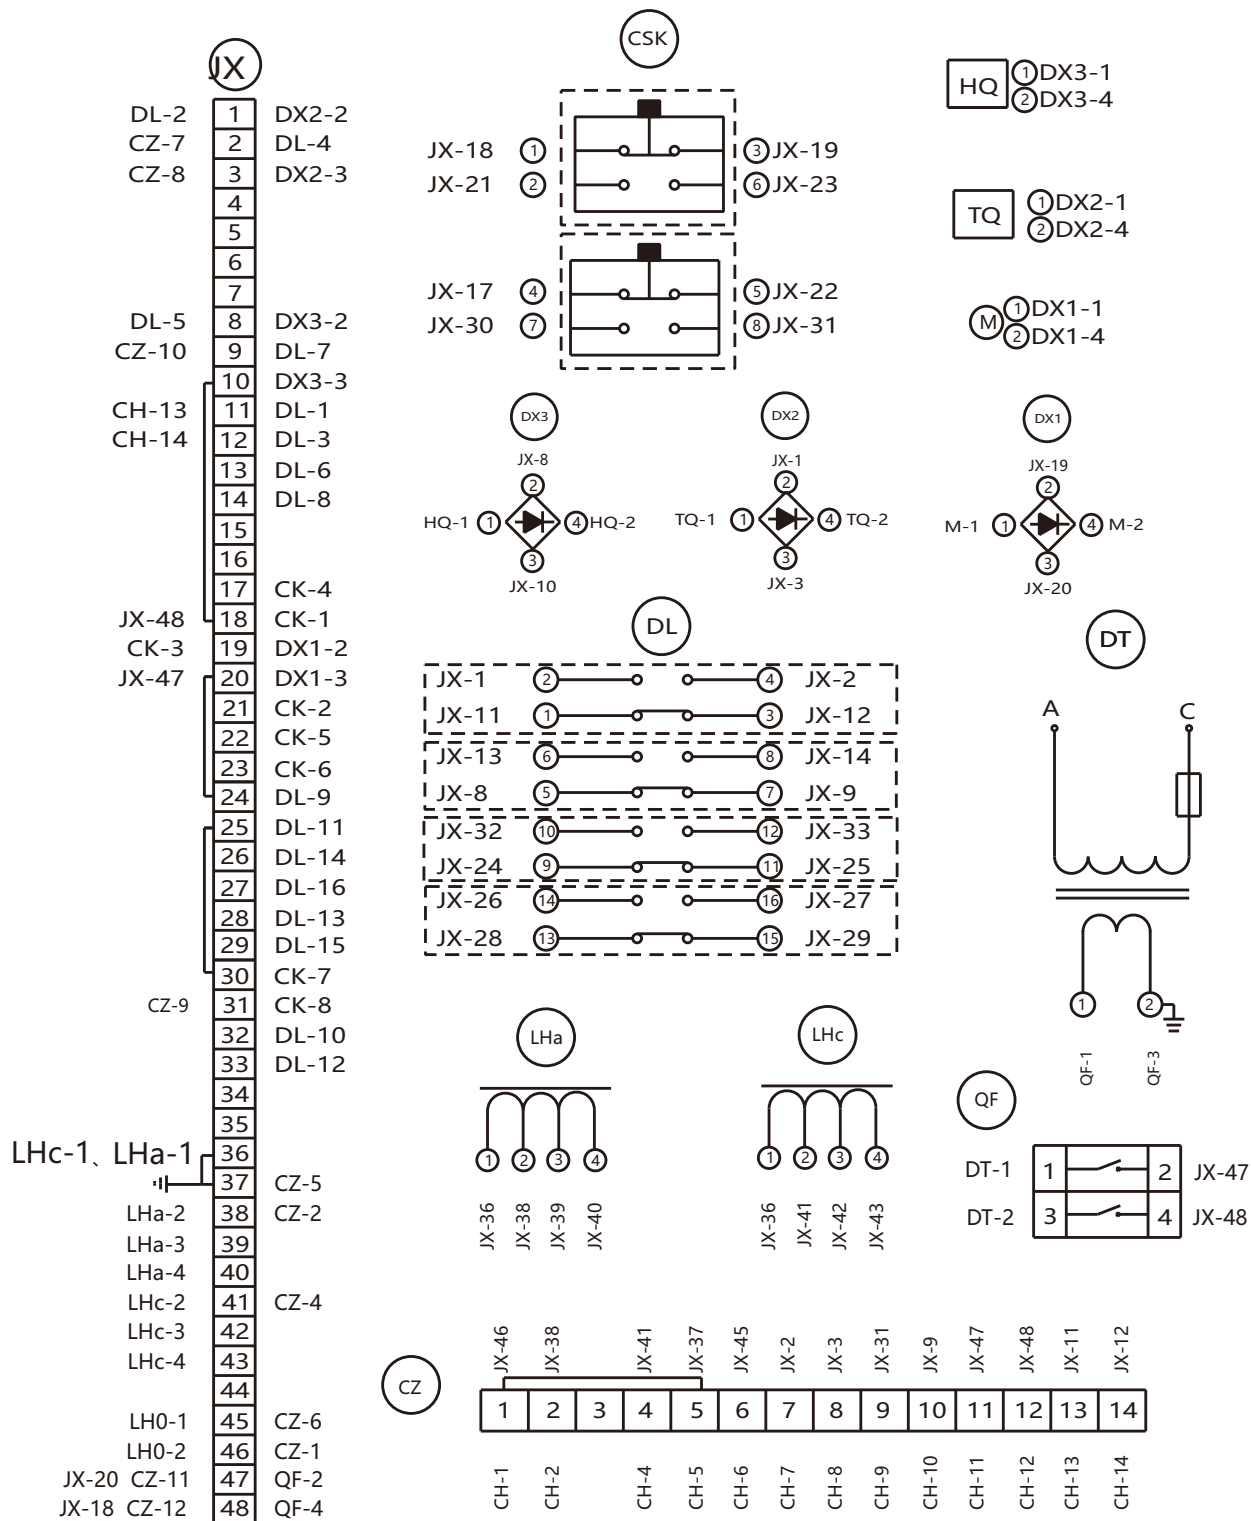 JX
DL-2 1 DX2-2
CZ-7 2 DL-4
CZ-8 3 DX2-3
4
5
6
7
DL-5 8 DX3-2
CZ-10 9 DL-7
10 DX3-3
CH-13 11 DL-1
CH-14 12 DL-3
13 DL-6
14 DL-8
15
16
17 CK-4
JX-48 18 CK-1
CK-3 19 DX1-2
JX-47 20 DX1-3
21 CK-2
22 CK-5
23 CK-6
24 DL-9
25 DL-11
26 DL-14
27 DL-16
28 DL-13
29 DL-15
30 CK-7
CZ-9 31 CK-8
32 DL-10
33 DL-12
34
35
LHc-1、LHa-1 36
37 CZ-5
LHa-2 38 CZ-2
LHa-3 39
LHa-4 40
LHc-2 41 CZ-4
LHc-3 42
LHc-4 43
44
LH0-1 45 CZ-6
LH0-2 46 CZ-1
JX-20 CZ-11 47 QF-2
JX-18 CZ-12 48 QF-4
CSK
JX-18 1 3 JX-19
JX-21 2 6 JX-23
JX-17 4 5 JX-22
JX-30 7 8 JX-31
HQ
1 DX3-1
2 DX3-4
TQ
1 DX2-1
2 DX2-4
M
1 DX1-1
2 DX1-4
DX3
JX-8
2
HQ-1 1 4 HQ-2
3
JX-10
DX2
JX-1
2
TQ-1 1 4 TQ-2
3
JX-3
DX1
JX-19
2
M-1 1 4 M-2
3
JX-20
DL
JX-1 2 4 JX-2
JX-11 1 3 JX-12
JX-13 6 8 JX-14
JX-8 5 7 JX-9
JX-32 10 12 JX-33
JX-24 9 11 JX-25
JX-26 14 16 JX-27
JX-28 13 15 JX-29
DT
A C
1 2
QF-1 QF-3
LHa
1 2 3 4
JX-36 JX-38 JX-39 JX-40
LHc
1 2 3 4
JX-36 JX-41 JX-42 JX-43
QF
DT-1 1 2 JX-47
DT-2 3 4 JX-48
CZ
JX-46 JX-38 JX-41 JX-37 JX-45 JX-2 JX-3 JX-31 JX-9 JX-47 JX-48 JX-11 JX-12
1 2 3 4 5 6 7 8 9 10 11 12 13 14
CH-1 CH-2 CH-4 CH-5 CH-6 CH-7 CH-8 CH-9 CH-10 CH-11 CH-12 CH-13 CH-14